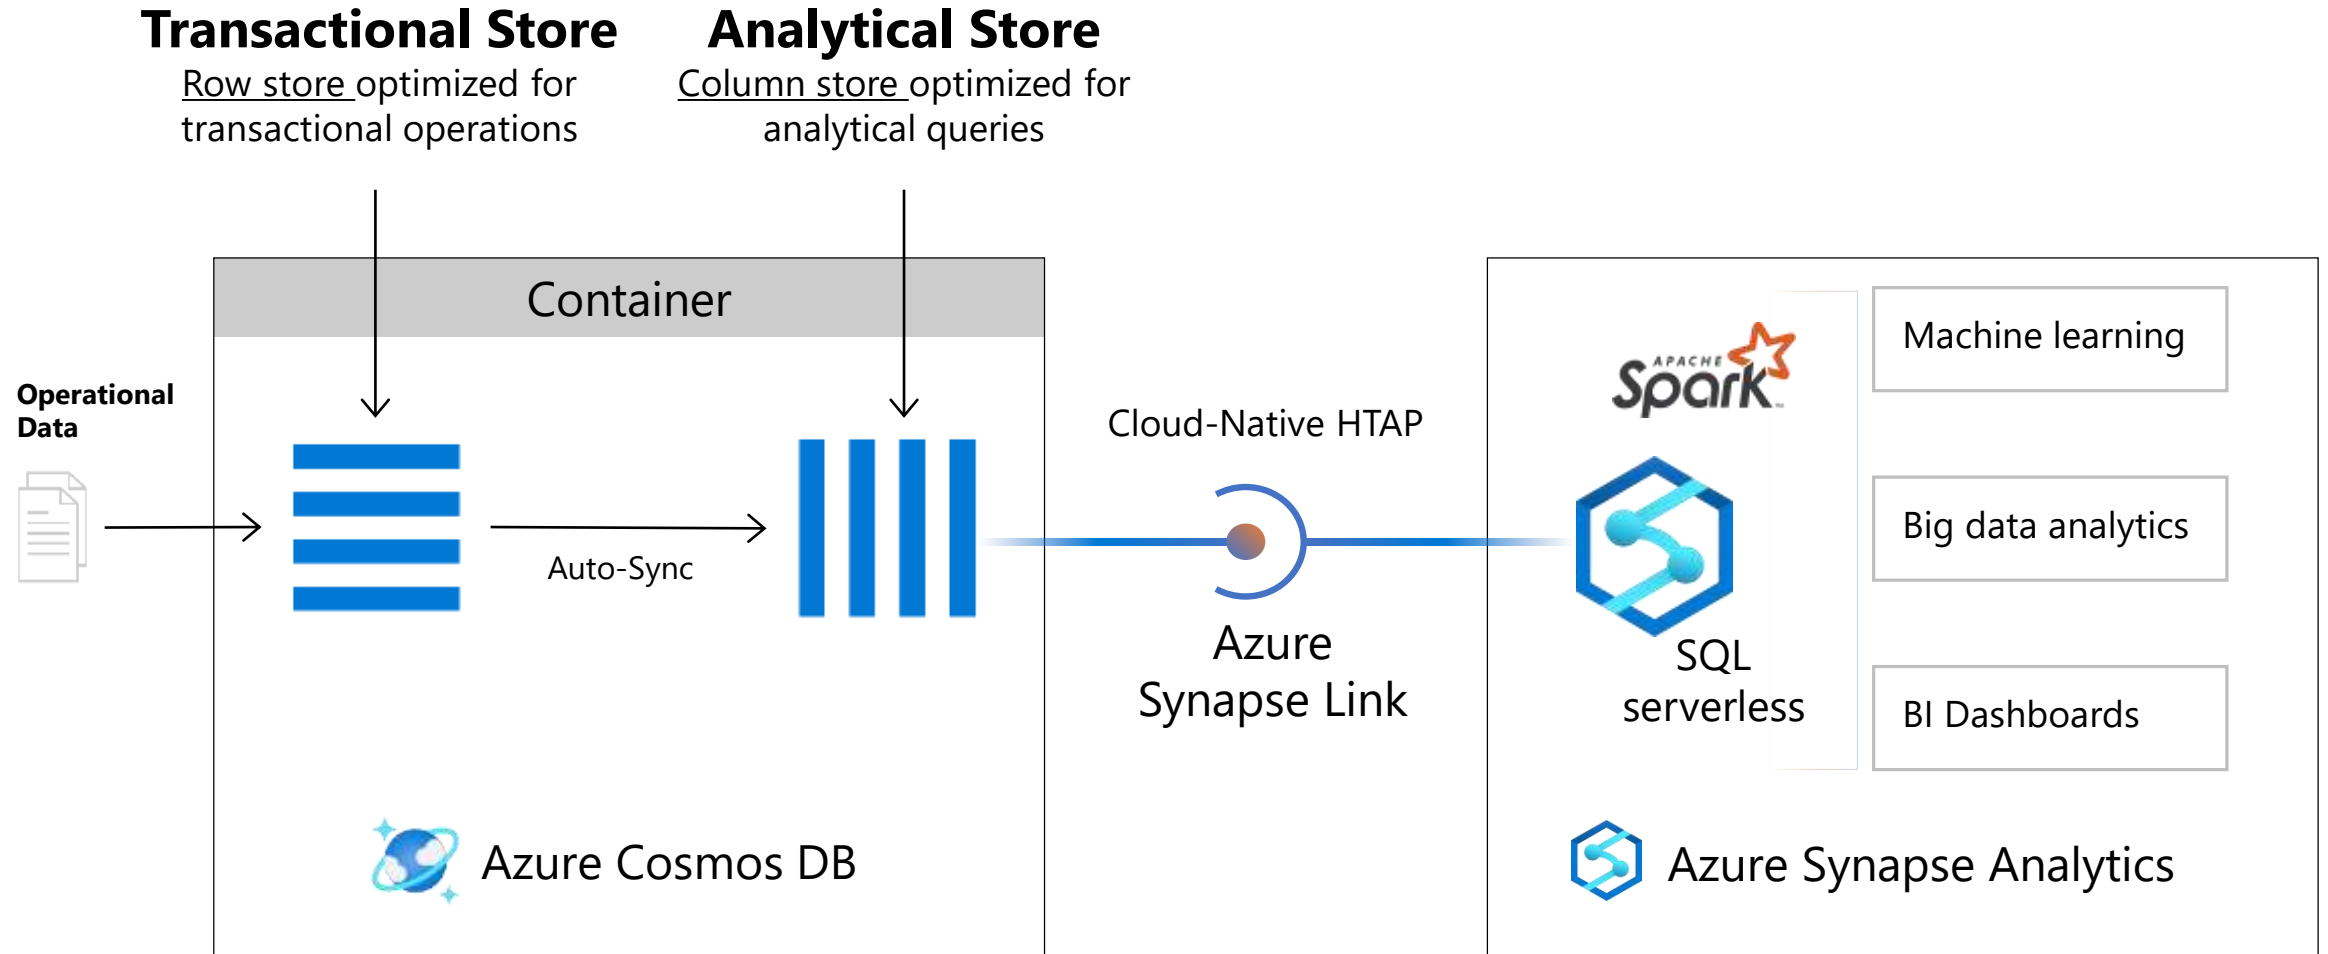 Transactional Store
Row store optimized for
transactional operations
Analytical Store
Column store optimized for
analytical queries
Container
Operational
Data
Auto-Sync
Azure Cosmos DB
Cloud-Native HTAP
Azure
Synapse Link
APACHE
Spark
SQL
serverless
Machine learning
Big data analytics
BI Dashboards
Azure Synapse Analytics